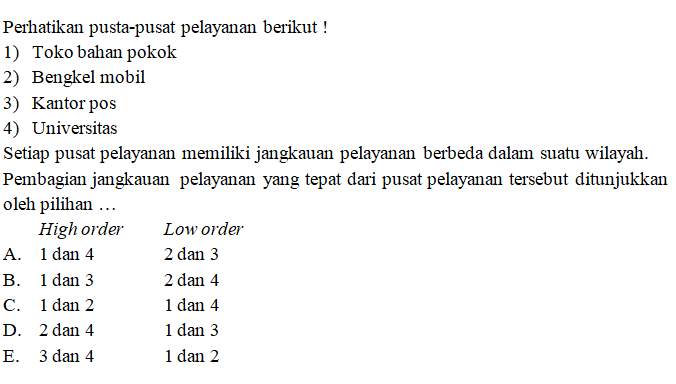 Perhatikan pusta-pusat pelayanan berikut !
1) Toko bahan pokok
2) Bengkel mobil
3) Kantor pos
4) Universitas
Setiap pusat pelayanan memiliki jangkauan pelayanan berbeda dalam suatu wilayah.
Pembagian jangkauan pelayanan yang tepat dari pusat pelayanan tersebut ditunjukkan
oleh pilihan …
High order Low order
A. 1 dan 4 2 dan 3
B. 1 dan 3 2 dan 4
C. 1 dan 2 1 dan 4
D. 2 dan 4 1 dan 3
E. 3 dan 4 1 dan 2